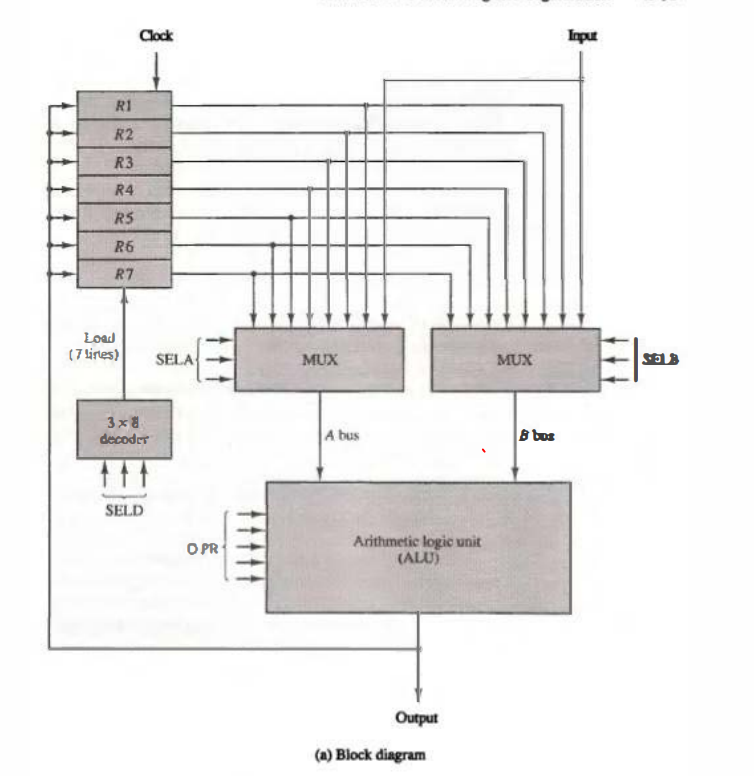 Clock
Input
R1
R2
R3
R4
R5
R6
R7
Load
(7 lines)
SELA
MUX
MUX
SELB
3 × 8
decoder
A bus
B bus
SELD
OPR
Arithmetic logic unit
(ALU)
Output
(a) Block diagram